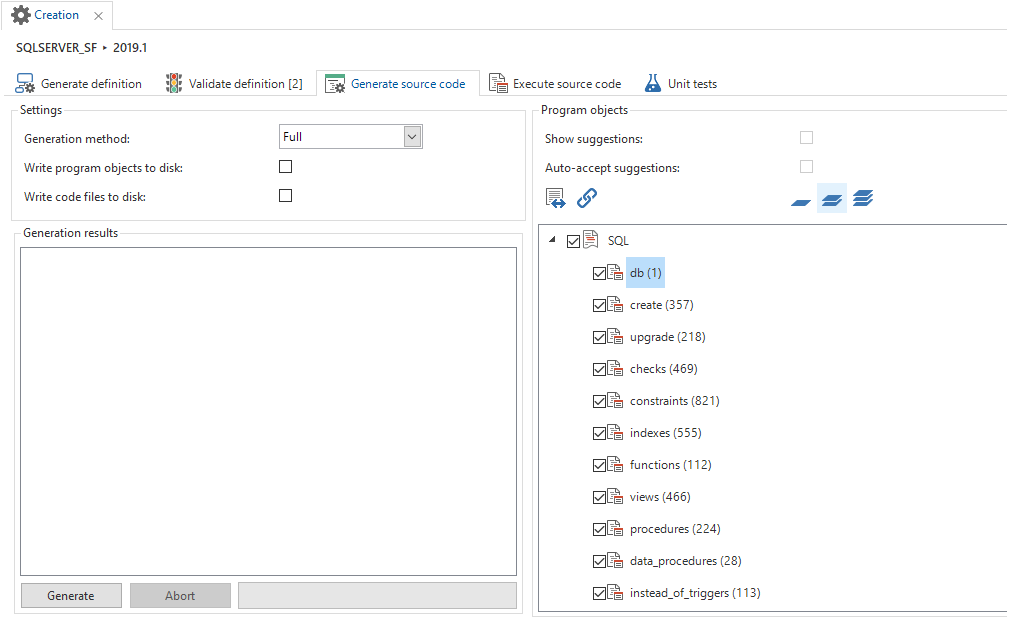 Creation
SQLSERVER_SF ▸ 2019.1
Generate definition
Validate definition [2]
Generate source code
Execute source code
Unit tests
Settings
Generation method:
Full
Write program objects to disk:
Write code files to disk:
Generation results
Generate
Abort
Program objects
Show suggestions:
Auto-accept suggestions:
SQL
db (1)
create (357)
upgrade (218)
checks (469)
constraints (821)
indexes (555)
functions (112)
views (466)
procedures (224)
data_procedures (28)
instead_of_triggers (113)